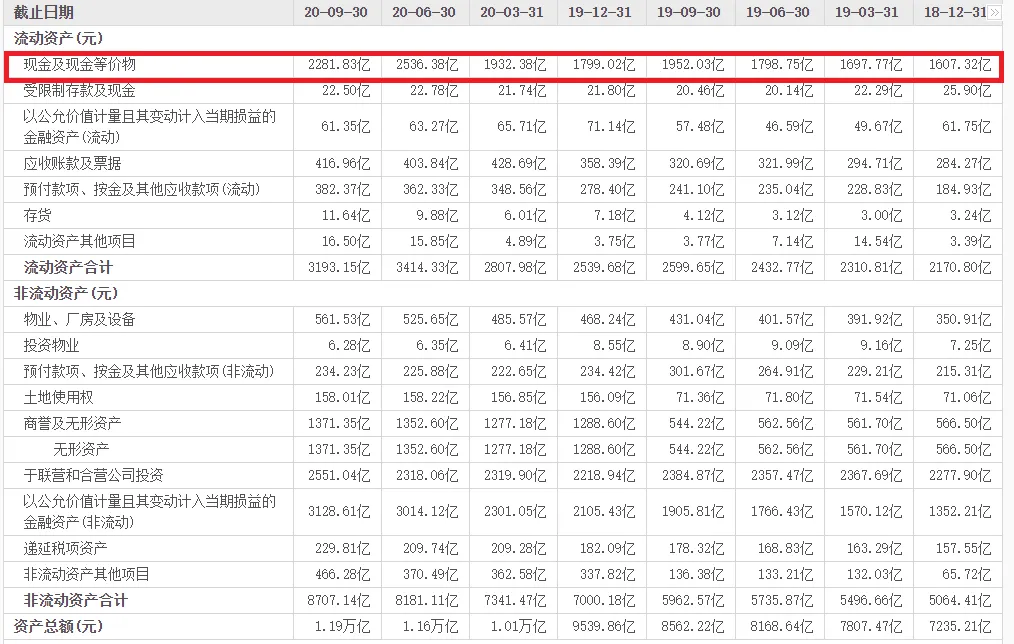 截止日期 20-09-30 20-06-30 20-03-31 19-12-31 19-09-30 19-06-30 19-03-31 18-12-31 »
流动资产(元)
现金及现金等价物 2281.83亿 2536.38亿 1932.38亿 1799.02亿 1952.03亿 1798.75亿 1697.77亿 1607.32亿
受限制存款及现金 22.50亿 22.78亿 21.74亿 21.80亿 20.46亿 20.14亿 22.29亿 25.90亿
以公允价值计量且其变动计入当期损益的
金融资产(流动) 61.35亿 63.27亿 65.71亿 71.14亿 57.48亿 46.59亿 49.67亿 61.75亿
应收账款及票据 416.96亿 403.84亿 428.69亿 358.39亿 320.69亿 321.99亿 294.71亿 284.27亿
预付款项、按金及其他应收款项(流动) 382.37亿 362.33亿 348.56亿 278.40亿 241.10亿 235.04亿 228.83亿 184.93亿
存货 11.64亿 9.88亿 6.01亿 7.18亿 4.12亿 3.12亿 3.00亿 3.24亿
流动资产其他项目 16.50亿 15.85亿 4.89亿 3.75亿 3.77亿 7.14亿 14.54亿 3.39亿
流动资产合计 3193.15亿 3414.33亿 2807.98亿 2539.68亿 2599.65亿 2432.77亿 2310.81亿 2170.80亿
非流动资产(元)
物业、厂房及设备 561.53亿 525.65亿 485.57亿 468.24亿 431.04亿 401.57亿 391.92亿 350.91亿
投资物业 6.28亿 6.35亿 6.41亿 8.55亿 8.90亿 9.09亿 9.16亿 7.25亿
预付款项、按金及其他应收款项(非流动) 234.23亿 225.88亿 222.65亿 234.42亿 301.67亿 264.91亿 229.21亿 215.31亿
土地使用权 158.01亿 158.22亿 156.85亿 156.09亿 71.36亿 71.80亿 71.54亿 71.06亿
商誉及无形资产 1371.35亿 1352.60亿 1277.18亿 1288.60亿 544.22亿 562.56亿 561.70亿 566.50亿
无形资产 1371.35亿 1352.60亿 1277.18亿 1288.60亿 544.22亿 562.56亿 561.70亿 566.50亿
于联营和合营公司投资 2551.04亿 2318.06亿 2319.90亿 2218.94亿 2384.87亿 2357.47亿 2367.69亿 2277.90亿
以公允价值计量且其变动计入当期损益的
金融资产(非流动) 3128.61亿 3014.12亿 2301.05亿 2105.43亿 1905.81亿 1766.43亿 1570.12亿 1352.21亿
递延税项资产 229.81亿 209.74亿 209.28亿 182.09亿 178.32亿 168.83亿 163.29亿 157.55亿
非流动资产其他项目 466.28亿 370.49亿 362.58亿 337.82亿 136.38亿 133.21亿 132.03亿 65.72亿
非流动资产合计 8707.14亿 8181.11亿 7341.47亿 7000.18亿 5962.57亿 5735.87亿 5496.66亿 5064.41亿
资产总额(元) 1.19万亿 1.16万亿 1.01万亿 9539.86亿 8562.22亿 8168.64亿 7807.47亿 7235.21亿